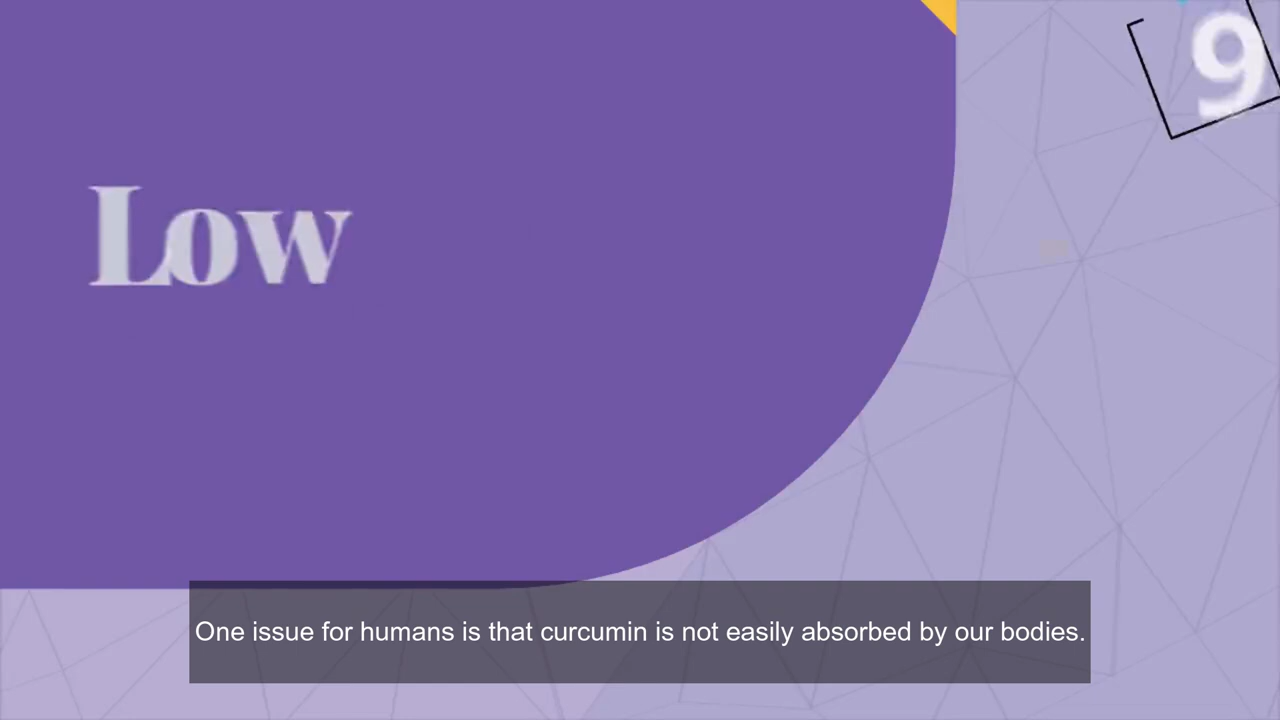 9
Low
One issue for humans is that curcumin is not easily absorbed by our bodies.